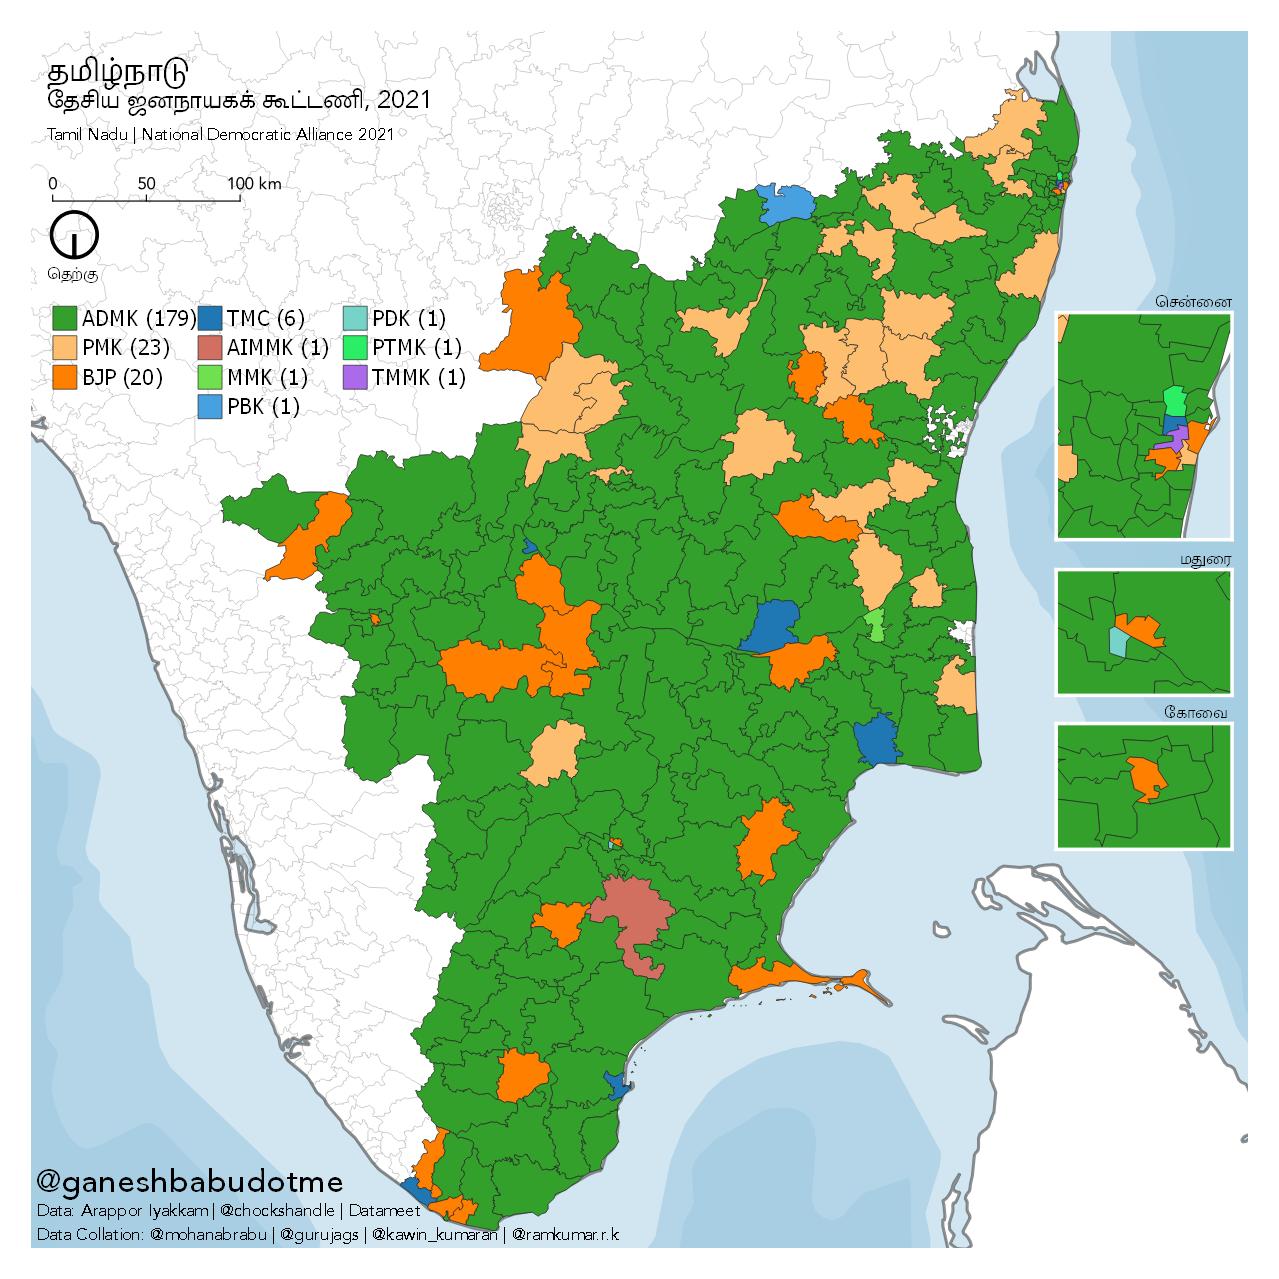 தமிழ்நாடு
தேசிய ஜனநாயகக் கூட்டணி, 2021
Tamil Nadu | National Democratic Alliance 2021
0 50 100 km
தெற்கு
ADMK (179) TMC (6) PDK (1)
PMK (23) AIMMK (1) PTMK (1)
BJP (20) MMK (1) TMMK (1)
PBK (1)
சென்னை
மதுரை
கோவை
@ganeshbabudotme
Data: Arappor Iyakkam | @chockshandle | Datameet
Data Collation: @mohanabrabu | @gurujags | @kawin_kumaran | @ramkumar.r.k